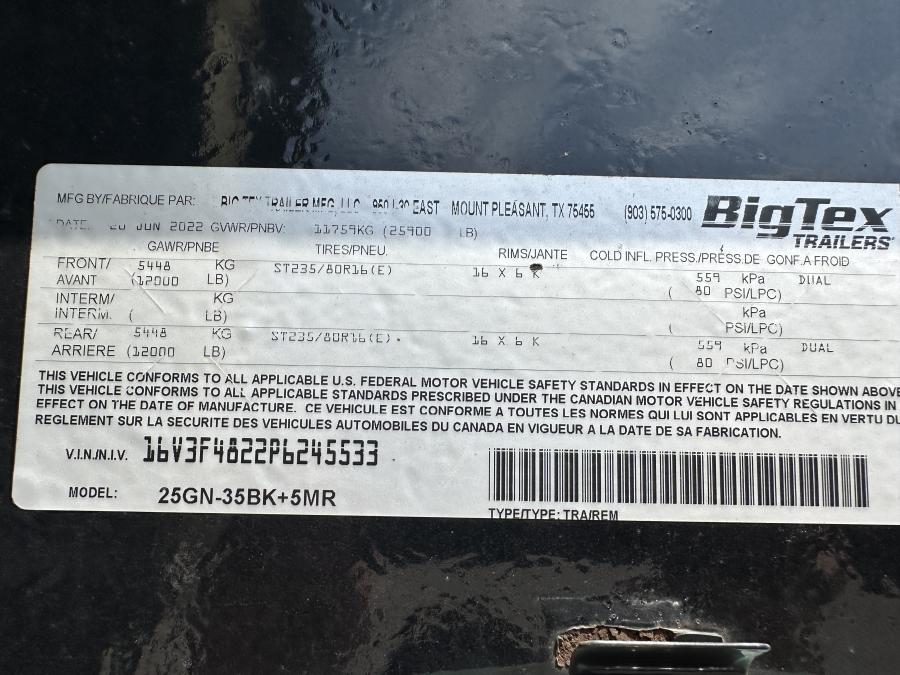 MFG BY/FABRIQUE PAR: BIG TEX TRAILER MFG, LLC 950 I-30 EAST MOUNT PLEASANT, TX 75455 (903) 575-0300
BigTex
TRAILERS
DATE: 20 JUN 2022 GVWR/PNBV: 11759KG (25900 LB)
GAWR/PNBE TIRES/PNEU. RIMS/JANTE COLD INFL. PRESS./PRESS.DE GONF.A FROID
FRONT/ 5448 KG ST235/80R16(E) 16 X 6 K 559 kPa DUAL
AVANT (12000 LB) ( 80 PSI/LPC)
INTERM/ KG kPa
INTERM. ( LB) ( PSI/LPC)
REAR/ 5448 KG ST235/80R16(E). 16 X 6 K 559 kPa DUAL
ARRIERE (12000 LB) ( 80 PSI/LPC)
THIS VEHICLE CONFORMS TO ALL APPLICABLE U.S. FEDERAL MOTOR VEHICLE SAFETY STANDARDS IN EFFECT ON THE DATE SHOWN ABOVE
THIS VEHICLE CONFORMS TO ALL APPLICABLE STANDARDS PRESCRIBED UNDER THE CANADIAN MOTOR VEHICLE SAFETY REGULATIONS IN
EFFECT ON THE DATE OF MANUFACTURE. CE VEHICULE EST CONFORME A TOUTES LES NORMES QUI LUI SONT APPLICABLES EN VERTU DU
REGLEMENT SUR LA SECURITE DES VEHICULES AUTOMOBILES DU CANADA EN VIGUEUR A LA DATE DE SA FABRICATION.
V.I.N./N.I.V. 16V3F4822P6245533
MODEL: 25GN-35BK+5MR
TYPE/TYPE: TRA/REM